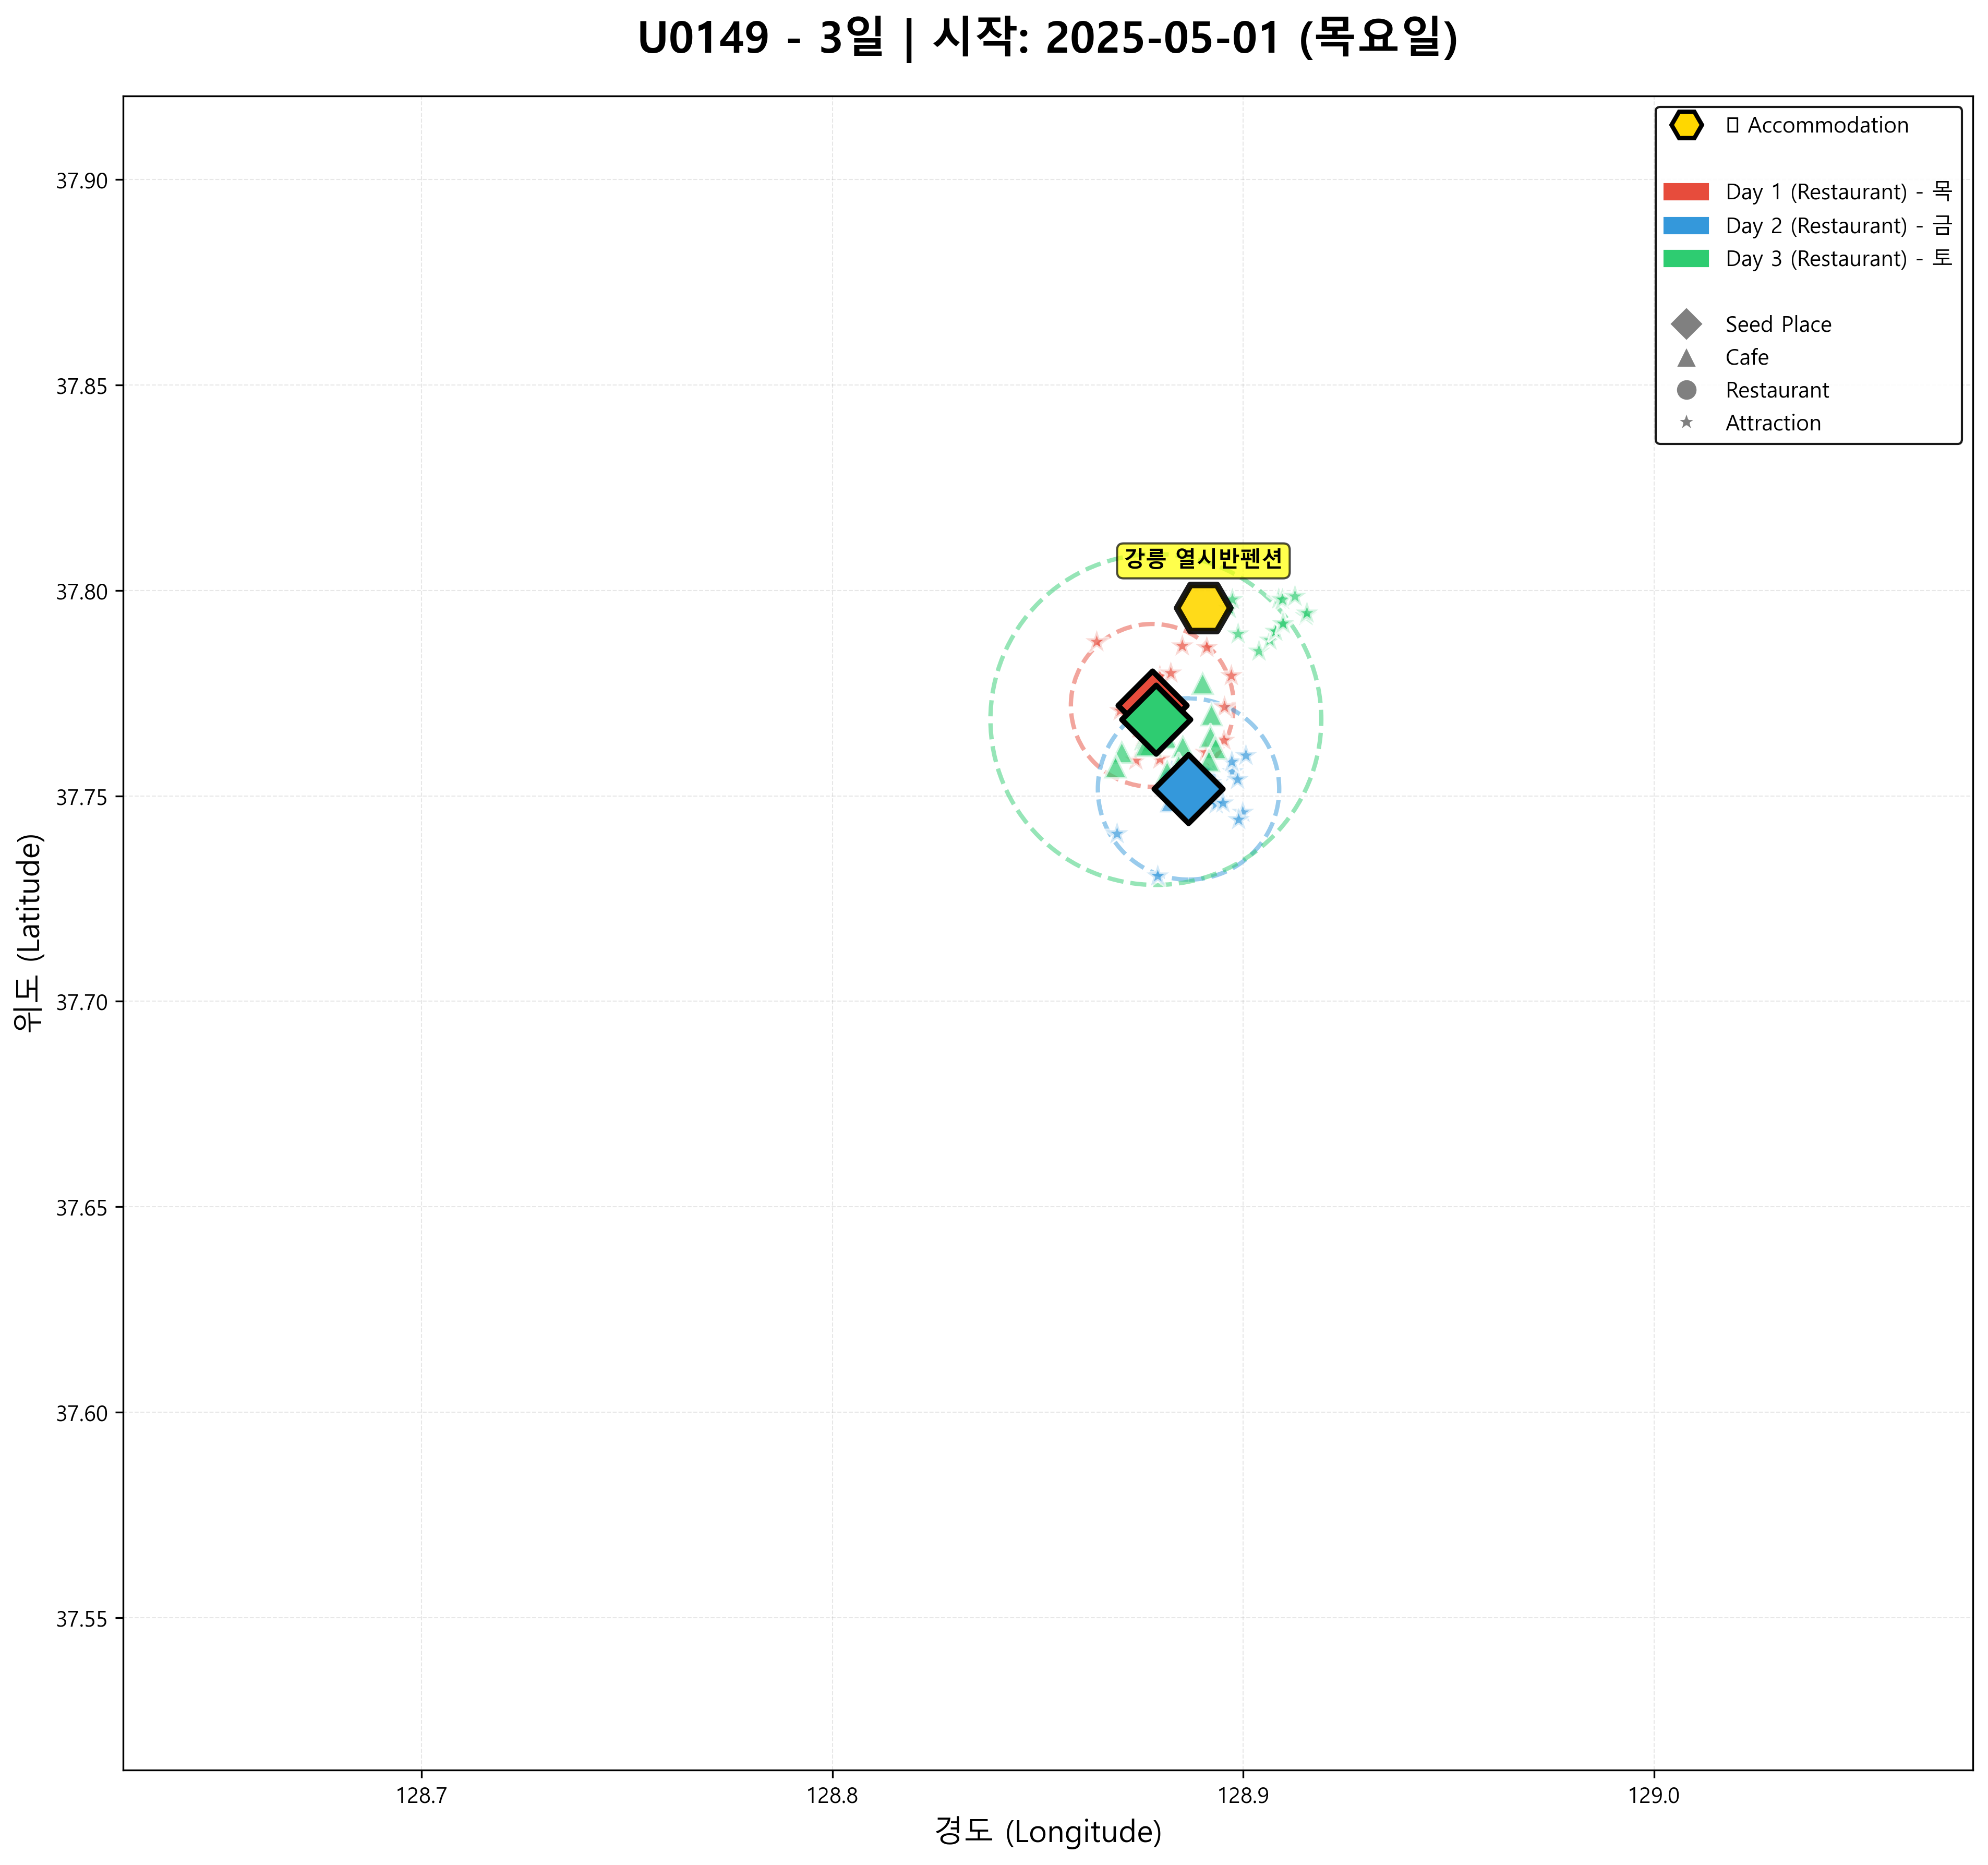 U0149 - 3일 | 시작: 2025-05-01 (목요일)
□ Accommodation
Day 1 (Restaurant) - 목
Day 2 (Restaurant) - 금
Day 3 (Restaurant) - 토
Seed Place
Cafe
Restaurant
Attraction
강릉 열시반펜션
37.90
37.85
37.80
37.75
37.70
37.65
37.60
37.55
위도 (Latitude)
128.7
128.8
128.9
129.0
경도 (Longitude)